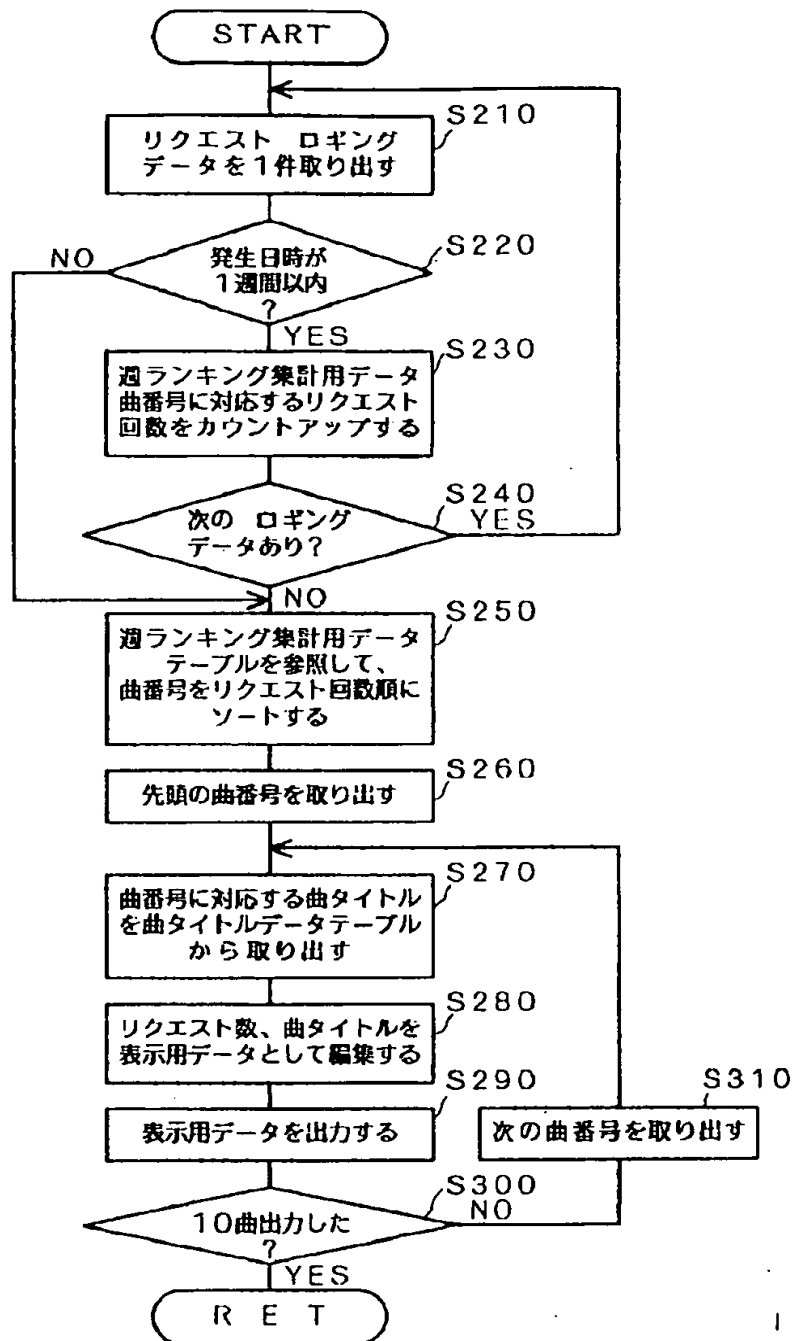 START
S210
リクエスト ロギング
データを1件取り出す
S220
NO
発生日時が
1週間以内
?
YES
S230
週ランキング集計用データ
曲番号に対応するリクエスト
回数をカウントアップする
S240
次の ロギング
データあり?
YES
NO
S250
週ランキング集計用データ
テーブルを参照して、
曲番号をリクエスト回数順に
ソートする
S260
先頭の曲番号を取り出す
S270
曲番号に対応する曲タイトル
を曲タイトルデータテーブル
から取り出す
S280
リクエスト数、曲タイトルを
表示用データとして編集する
S290
表示用データを出力する
S310
次の曲番号を取り出す
S300
10曲出力した
?
NO
YES
RET